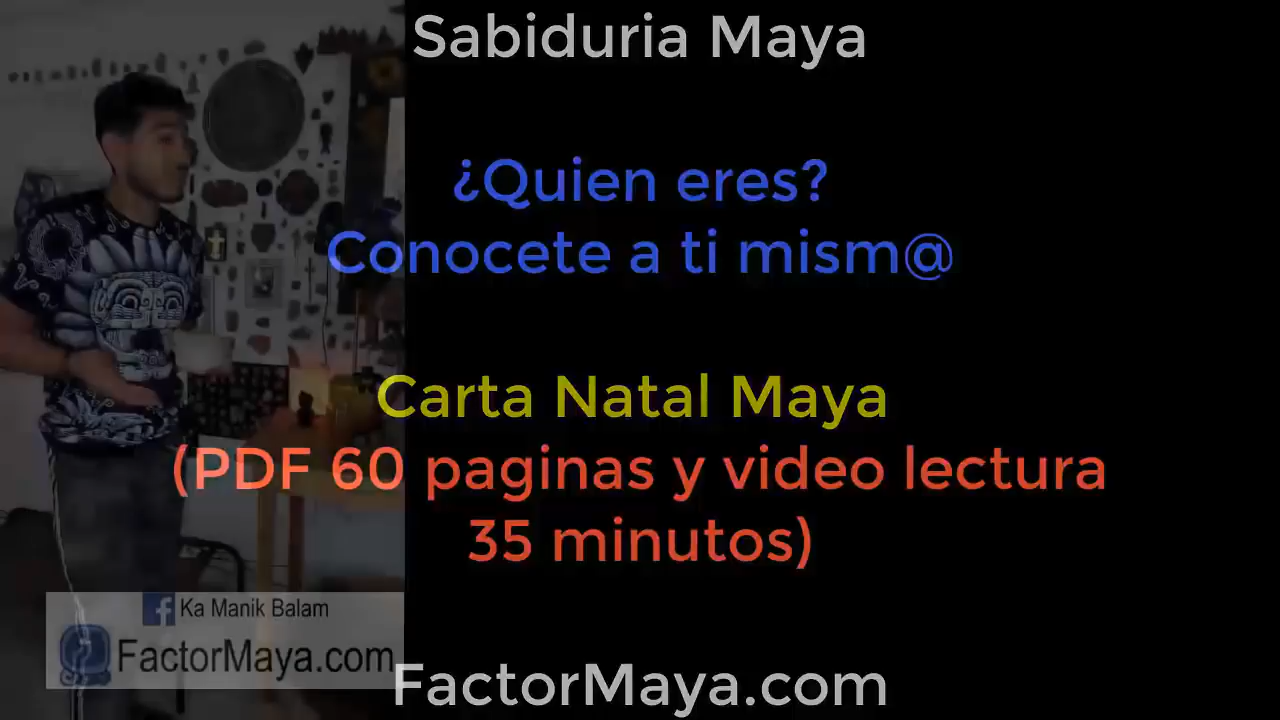 Sabiduria Maya
¿Quien eres?
Conocete a ti mism@
Carta Natal Maya
(PDF 60 paginas y video lectura
35 minutos)
Ka Manik Balam
FactorMaya.com
FactorMaya.com